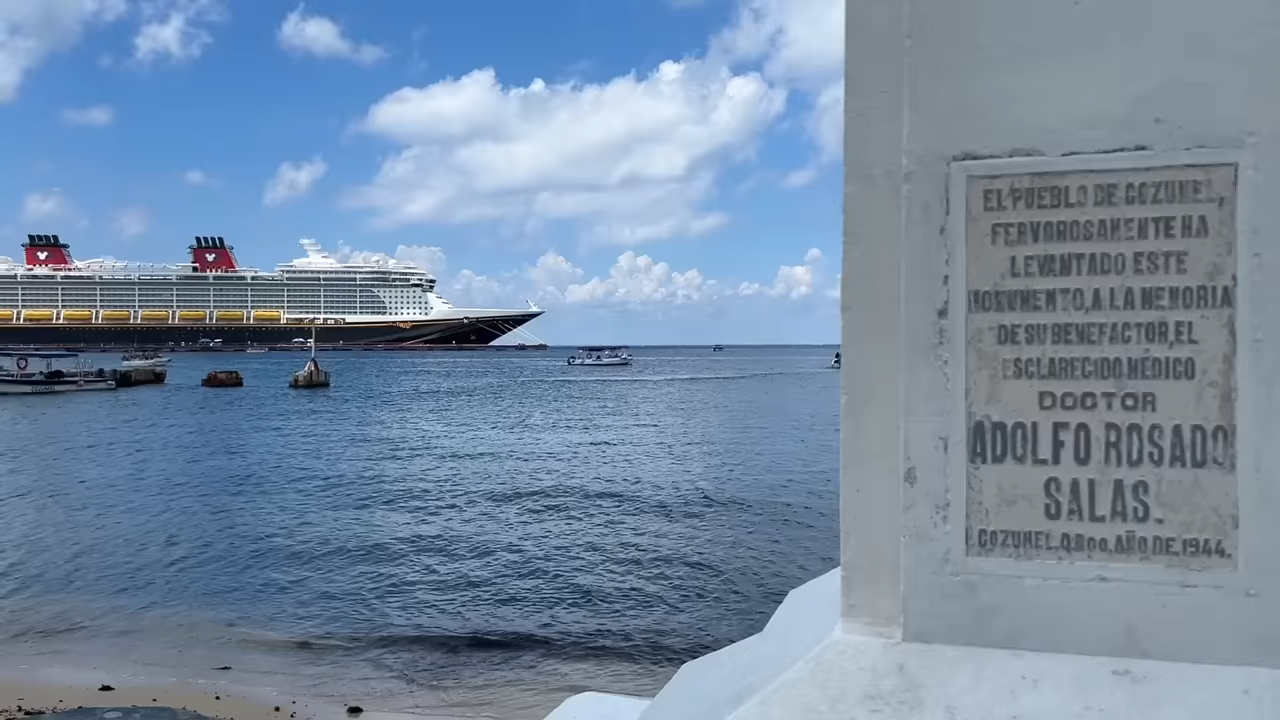 EL PUEBLO DE COZUMEL,
FERVOROSAMENTE HA
LEVANTADO ESTE
MONUMENTO, A LA MEMORIA
DE SU BENEFACTOR, EL
ESCLARECIDO MÉDICO
DOCTOR
ADOLFO ROSADO
SALAS.
COZUMEL, Q. ROO. AÑO DE, 1944.
COZUMEL